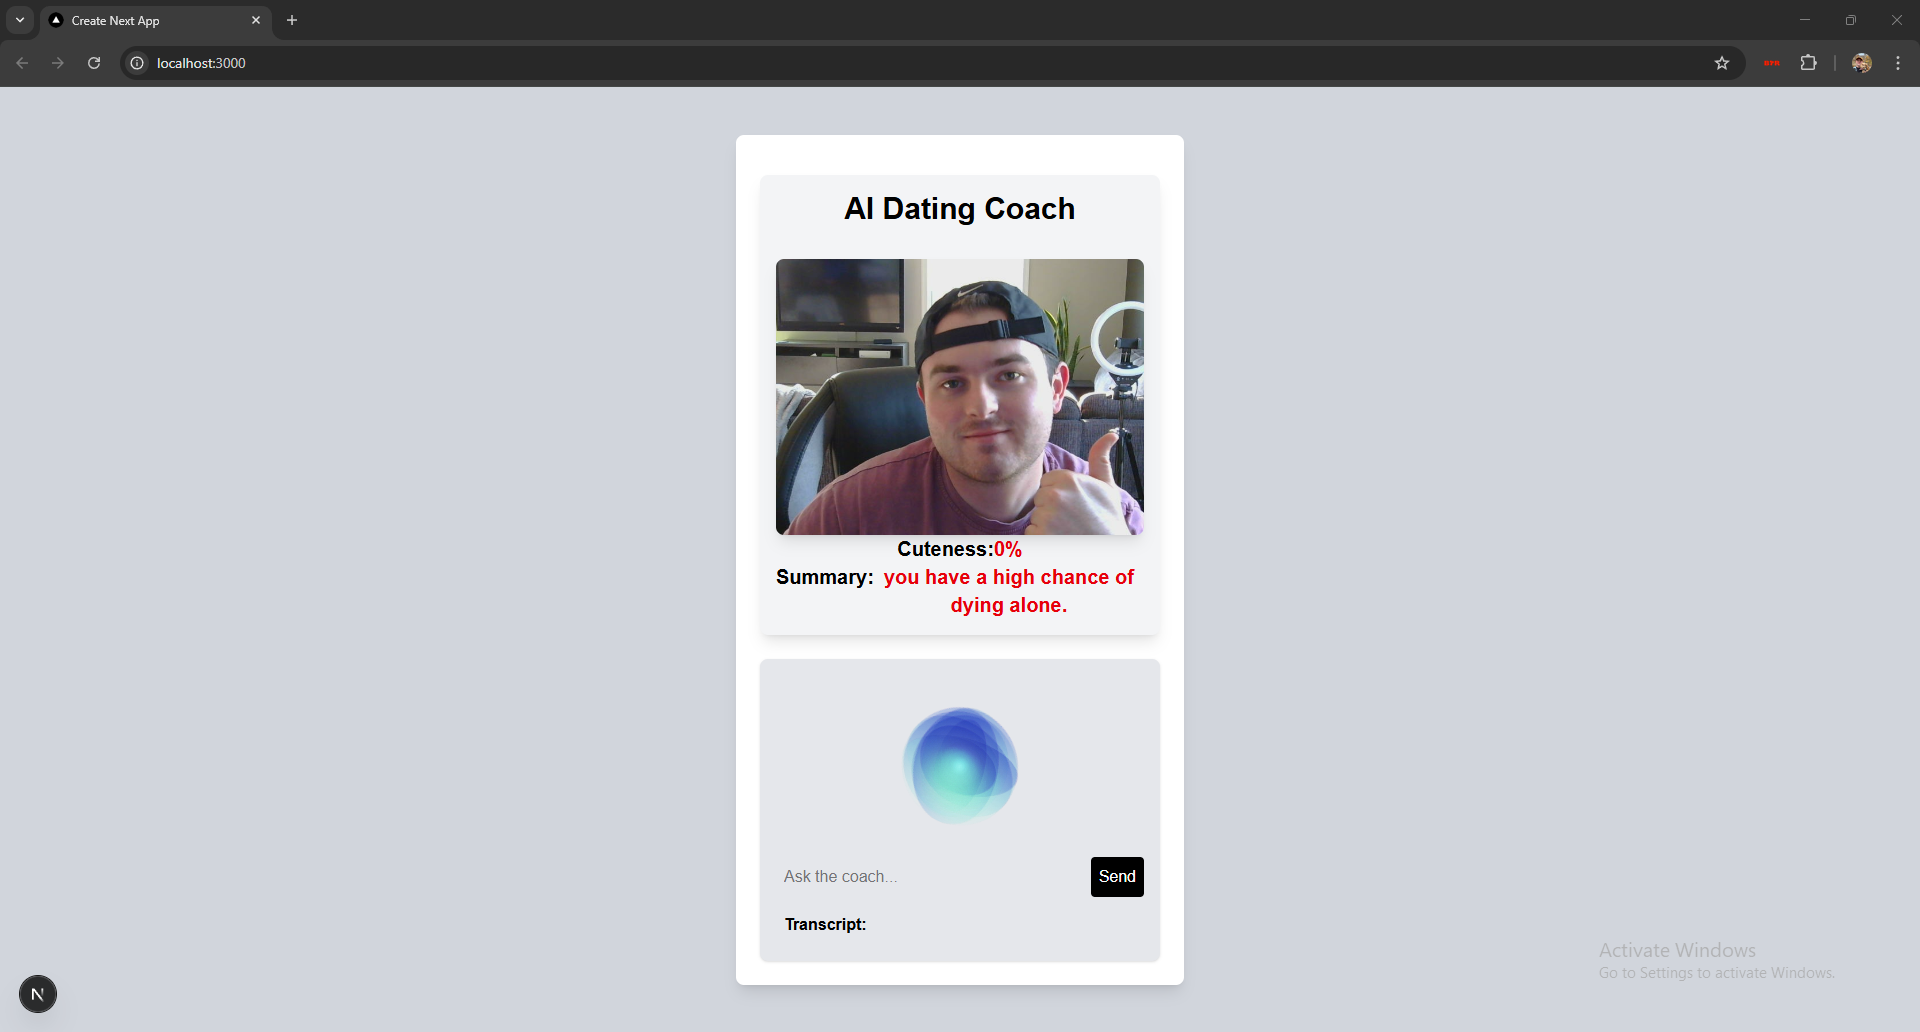 Create Next App
localhost:3000
AI Dating Coach
Cuteness:0%
Summary: you have a high chance of
dying alone.
Ask the coach...
Send
Transcript:
Activate Windows
Go to Settings to activate Windows.
N